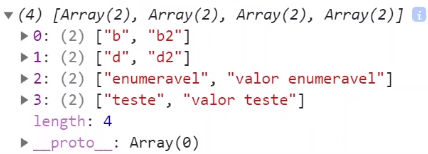 ▼ (4) [Array(2), Array(2), Array(2), Array(2)] i
▶ 0: (2) ["b", "b2"]
▶ 1: (2) ["d", "d2"]
▶ 2: (2) ["enumeravel", "valor enumeravel"]
▶ 3: (2) ["teste", "valor teste"]
length: 4
▶ __proto__: Array(0)